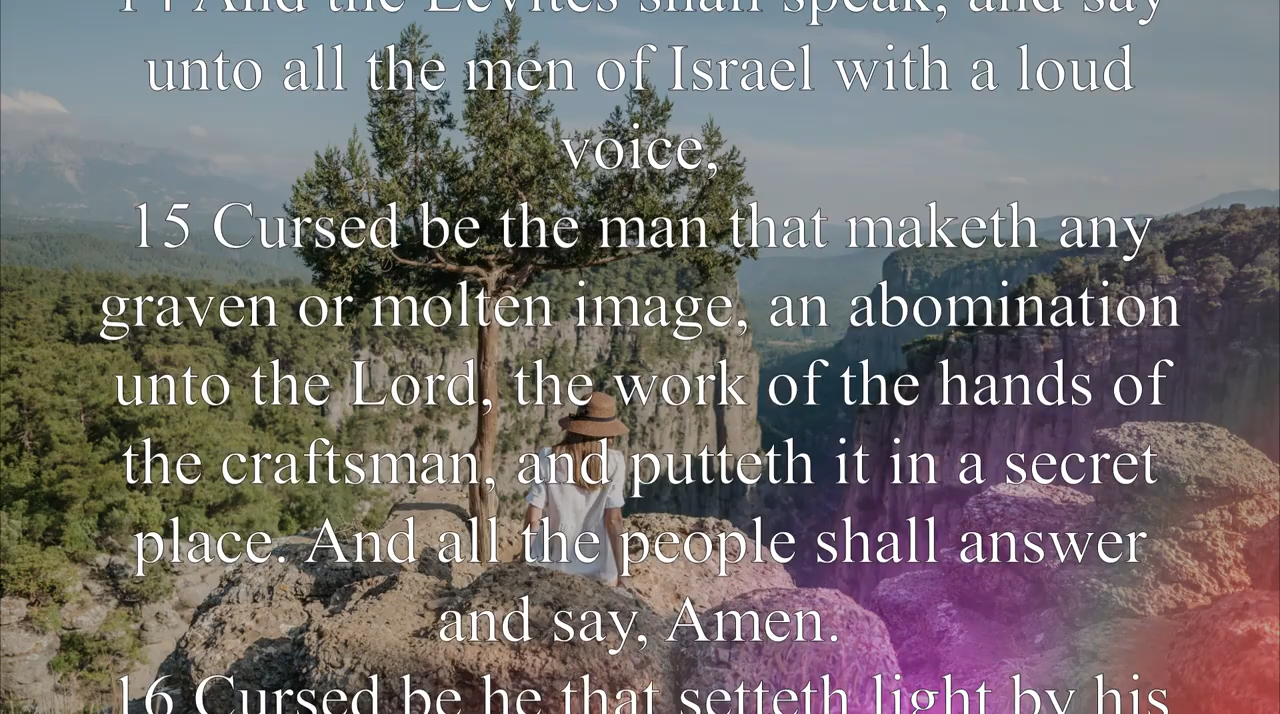 14 And the Levites shall speak, and say
unto all the men of Israel with a loud
voice,
15 Cursed be the man that maketh any
graven or molten image, an abomination
unto the Lord, the work of the hands of
the craftsman, and putteth it in a secret
place. And all the people shall answer
and say, Amen.
16 Cursed be he that setteth light by his